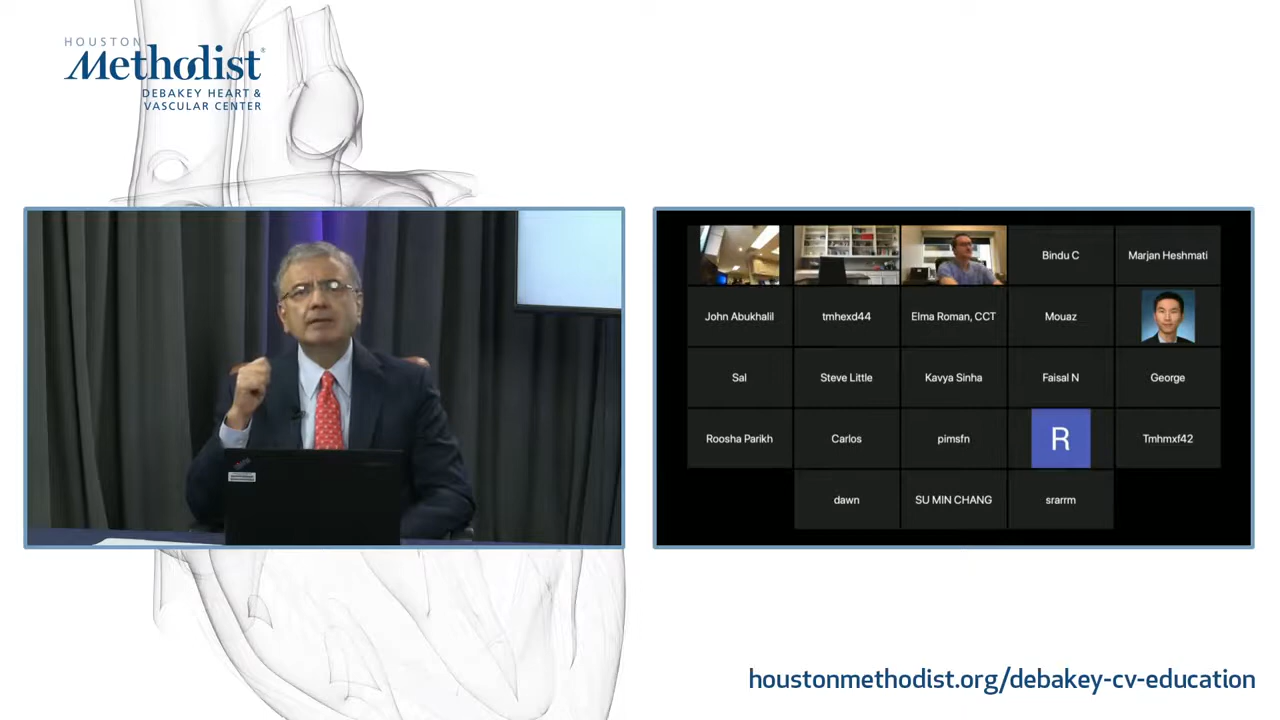 HOUSTON
Methodist®
DEBAKEY HEART &
VASCULAR CENTER
Bindu C
Marjan Heshmati
John Abukhalil
tmhexd44
Elma Roman, CCT
Mouaz
Sal
Steve Little
Kavya Sinha
Faisal N
George
Roosha Parikh
Carlos
pimsfn
R
Tmhmxf42
dawn
SU MIN CHANG
srarrm
houstonmethodist.org/debakey-cv-education